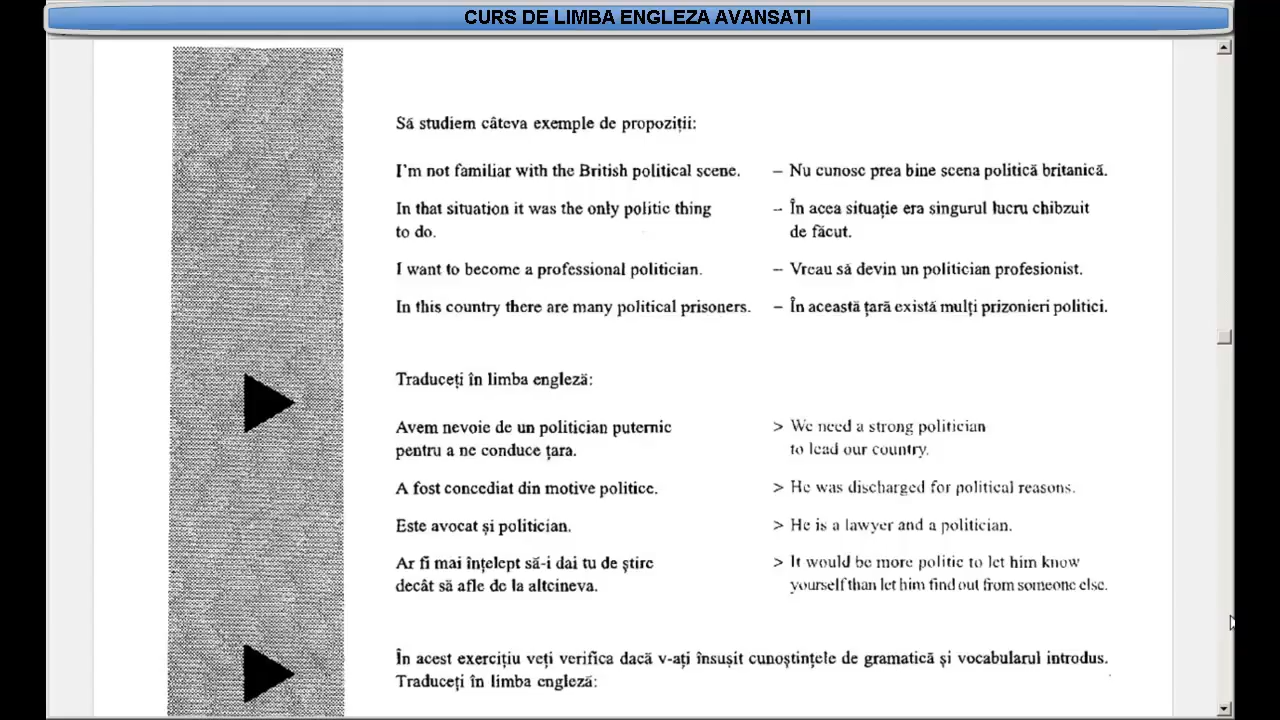 CURS DE LIMBA ENGLEZA AVANSATI
Să studiem câteva exemple de propoziții:
I'm not familiar with the British political scene. – Nu cunosc prea bine scena politică britanică.
In that situation it was the only politic thing – În acea situație era singurul lucru chibzuit
to do. de făcut.
I want to become a professional politician. – Vreau să devin un politician profesionist.
In this country there are many political prisoners. – În această țară există mulți prizonieri politici.
Traduceți în limba engleză:
Avem nevoie de un politician puternic > We need a strong politician
pentru a ne conduce țara. to lead our country.
A fost concediat din motive politice. > He was discharged for political reasons.
Este avocat și politician. > He is a lawyer and a politician.
Ar fi mai înțelept să-i dai tu de știre > It would be more politic to let him know
decât să afle de la altcineva. yourself than let him find out from someone else.
În acest exercițiu veți verifica dacă v-ați însușit cunoștințele de gramatică și vocabularul introdus.
Traduceți în limba engleză: